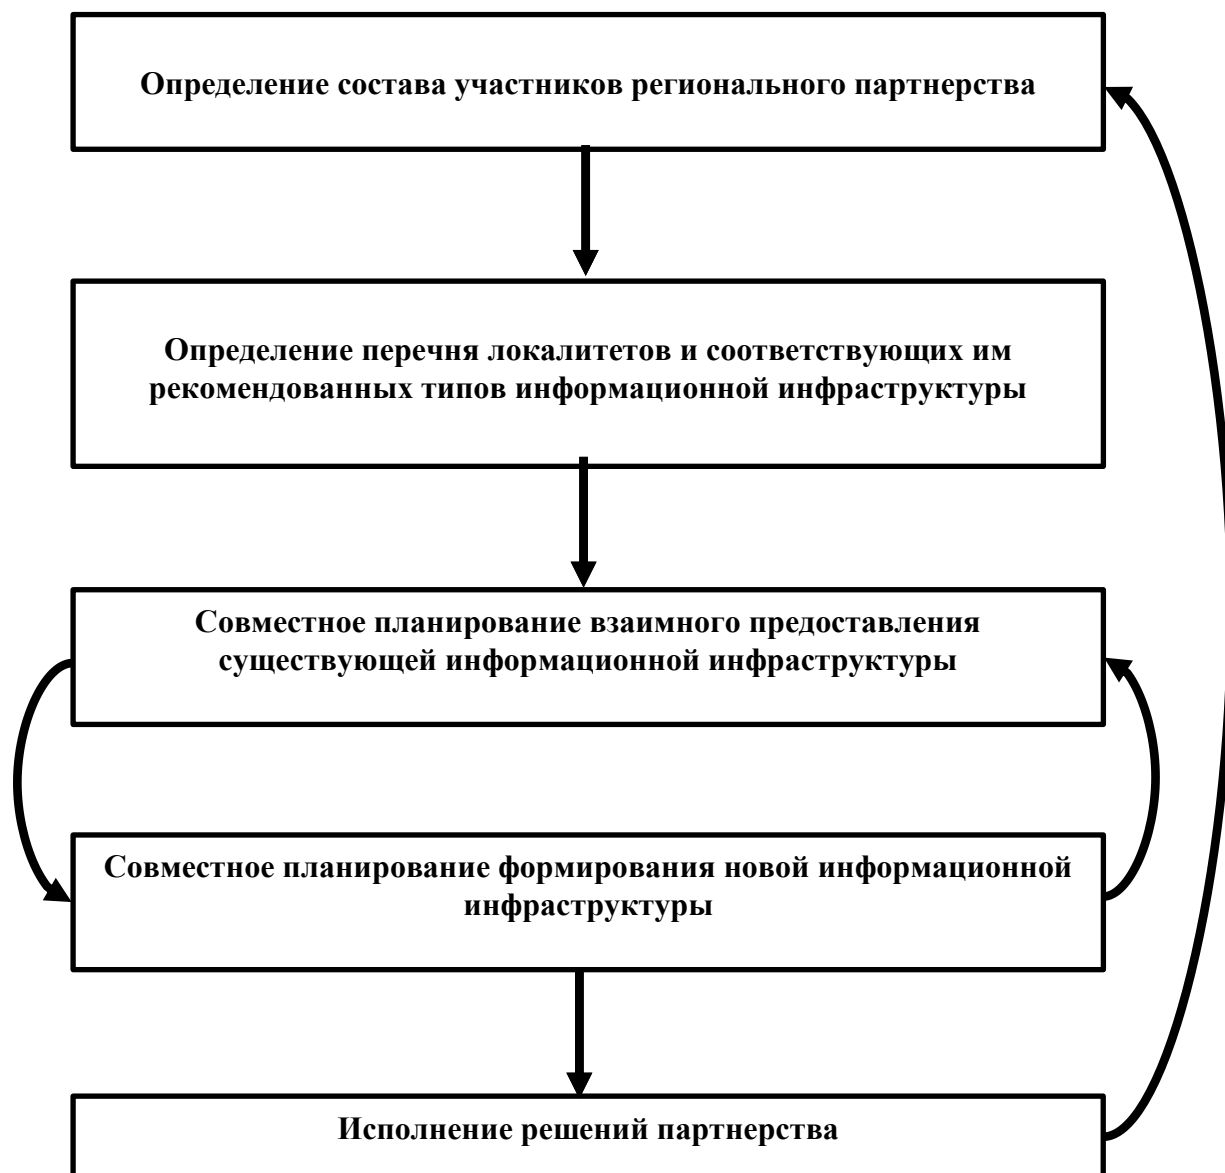 Определение состава участников регионального партнерства
Определение перечня локалитетов и соответствующих им
рекомендованных типов информационной инфраструктуры
Совместное планирование взаимного предоставления
существующей информационной инфраструктуры
Совместное планирование формирования новой информационной
инфраструктуры
Исполнение решений партнерства